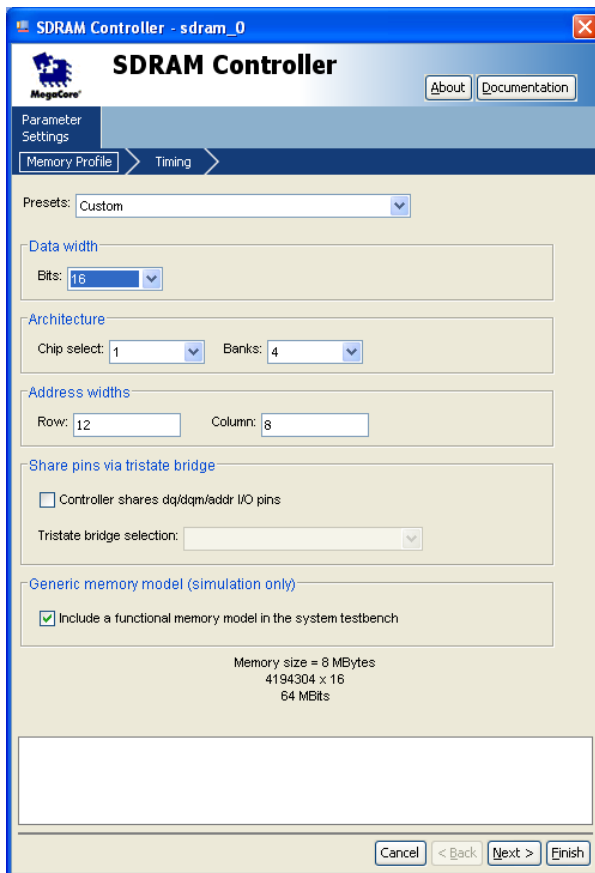 SDRAM Controller - sdram_0
MegaCore®
SDRAM Controller
About
Documentation
Parameter
Settings
Memory Profile
Timing
Presets: Custom
Data width
Bits: 16
Architecture
Chip select: 1 Banks: 4
Address widths
Row: 12 Column: 8
Share pins via tristate bridge
Controller shares dq/dqm/addr I/O pins
Tristate bridge selection:
Generic memory model (simulation only)
Include a functional memory model in the system testbench
Memory size = 8 MBytes
4194304 x 16
64 MBits
Cancel < Back Next > Finish